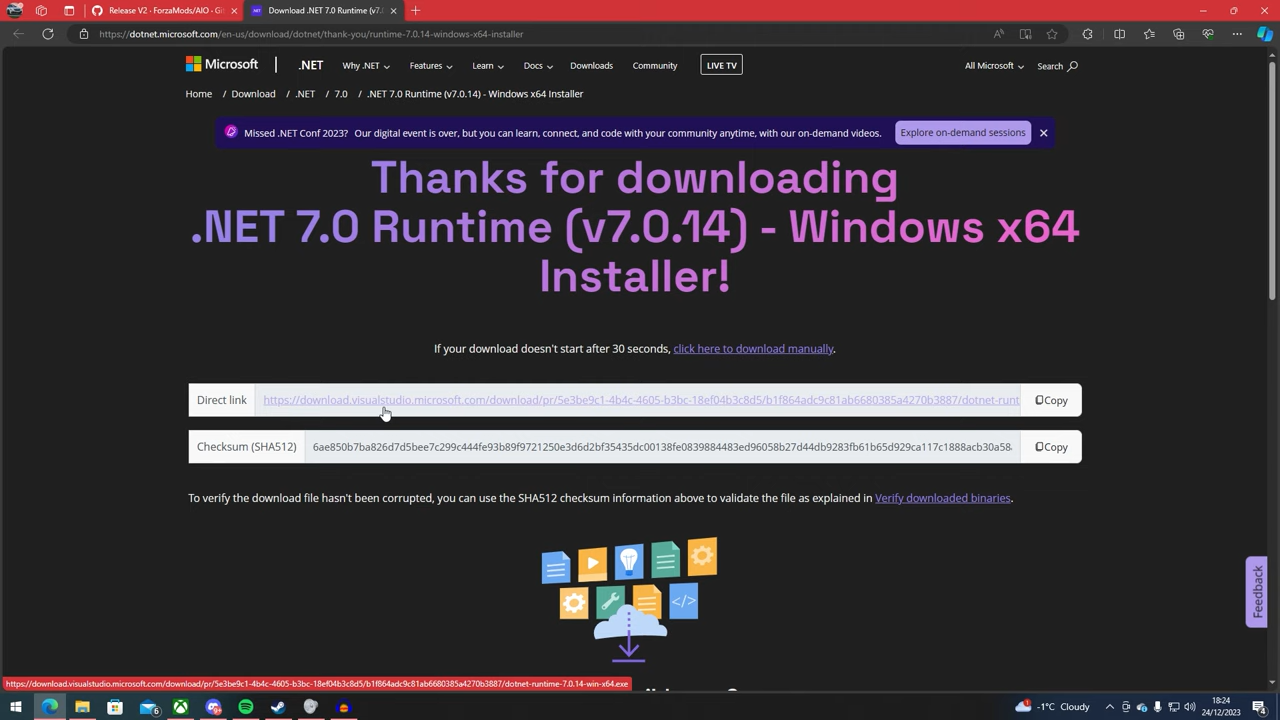 Release V2 · ForzaMods/AIO · Gi
Download .NET 7.0 Runtime (v7.
https://dotnet.microsoft.com/en-us/download/dotnet/thank-you/runtime-7.0.14-windows-x64-installer
Microsoft
.NET
Why .NET
Features
Learn
Docs
Downloads
Community
LIVE TV
All Microsoft
Search
Home / Download / .NET / 7.0 / .NET 7.0 Runtime (v7.0.14) - Windows x64 Installer
Missed .NET Conf 2023? Our digital event is over, but you can learn, connect, and code with your community anytime, with our on-demand videos.
Explore on-demand sessions
Thanks for downloading
.NET 7.0 Runtime (v7.0.14) - Windows x64
Installer!
If your download doesn't start after 30 seconds, click here to download manually.
Direct link
https://download.visualstudio.microsoft.com/download/pr/5e3be9c1-4b4c-4605-b3bc-18ef04b3c8d5/b1f864adc9c81ab6680385a4270b3887/dotnet-runt
Copy
Checksum (SHA512)
6ae850b7ba826d7d5bee7c299c444fe93b89f9721250e3d6d2bf35435dc00138fe0839884483ed96058b27d44db9283fb61b65d929ca117c1888acb30a58
Copy
To verify the download file hasn't been corrupted, you can use the SHA512 checksum information above to validate the file as explained in Verify downloaded binaries.
</>
Feedback
https://download.visualstudio.microsoft.com/download/pr/5e3be9c1-4b4c-4605-b3bc-18ef04b3c8d5/b1f864adc9c81ab6680385a4270b3887/dotnet-runtime-7.0.14-win-x64.exe
6
1
-1°C Cloudy
18:24
24/12/2023
4